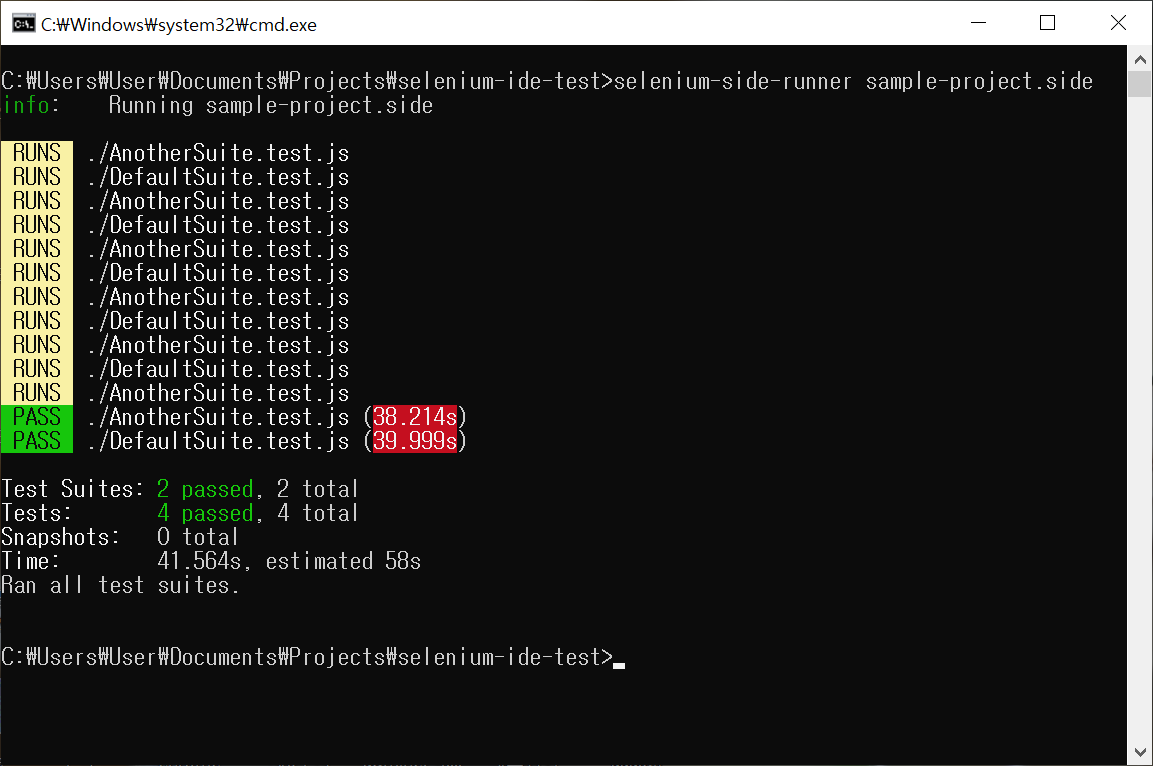 C:₩Windows₩system32₩cmd.exe
C:₩Users₩User₩Documents₩Projects₩selenium-ide-test>selenium-side-runner sample-project.side
info:    Running sample-project.side
RUNS ./AnotherSuite.test.js
RUNS ./DefaultSuite.test.js
RUNS ./AnotherSuite.test.js
RUNS ./DefaultSuite.test.js
RUNS ./AnotherSuite.test.js
RUNS ./DefaultSuite.test.js
RUNS ./AnotherSuite.test.js
RUNS ./DefaultSuite.test.js
RUNS ./AnotherSuite.test.js
RUNS ./DefaultSuite.test.js
RUNS ./AnotherSuite.test.js
PASS ./AnotherSuite.test.js (38.214s)
PASS ./DefaultSuite.test.js (39.999s)
Test Suites: 2 passed, 2 total
Tests:       4 passed, 4 total
Snapshots:   0 total
Time:        41.564s, estimated 58s
Ran all test suites.
C:₩Users₩User₩Documents₩Projects₩selenium-ide-test>